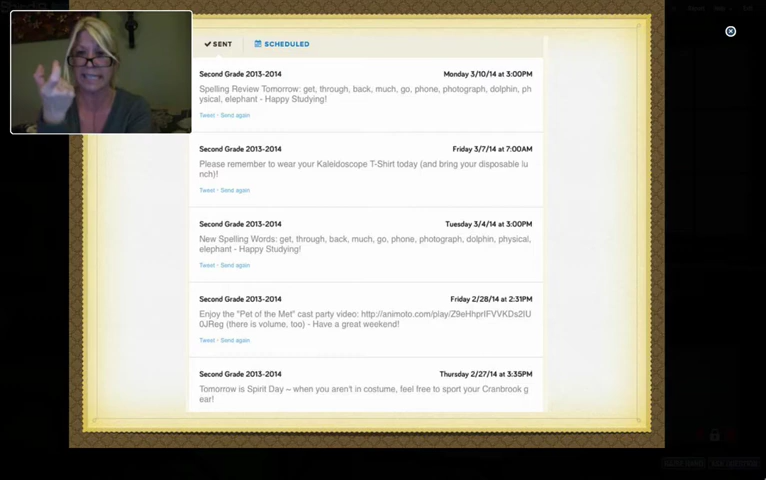 SENT SCHEDULED
Second Grade 2013-2014 Monday 3/10/14 at 3:00PM
Spelling Review Tomorrow: get, through, back, much, go, phone, photograph, dolphin, ph
ysical, elephant - Happy Studying!
Tweet - Send again
Second Grade 2013-2014 Friday 3/7/14 at 7:00AM
Please remember to wear your Kaleidoscope T-Shirt today (and bring your disposable lu
nch)!
Tweet - Send again
Second Grade 2013-2014 Tuesday 3/4/14 at 3:00PM
New Spelling Words: get, through, back, much, go, phone, photograph, dolphin, physical,
elephant - Happy Studying!
Tweet - Send again
Second Grade 2013-2014 Friday 2/28/14 at 2:31PM
Enjoy the "Pet of the Met" cast party video: http://animoto.com/play/Z9eHhprIFVVKDs2IU
0JReg (there is volume, too) - Have a great weekend!
Tweet - Send again
Second Grade 2013-2014 Thursday 2/27/14 at 3:35PM
Tomorrow is Spirit Day – when you aren't in costume, feel free to sport your Cranbrook g
ear!